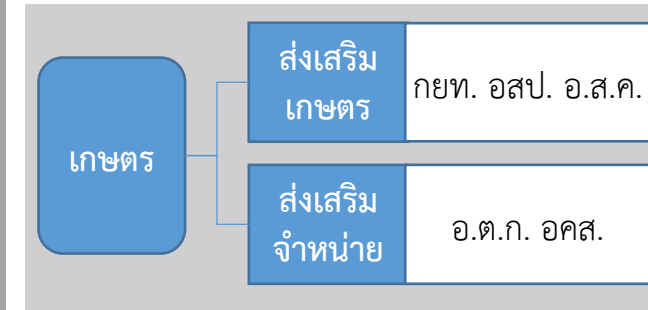 เกษตร
ส่งเสริม
เกษตร
กยท. อสป. อ.ส.ค.
ส่งเสริม
จำหน่าย
อ.ต.ก. อคส.